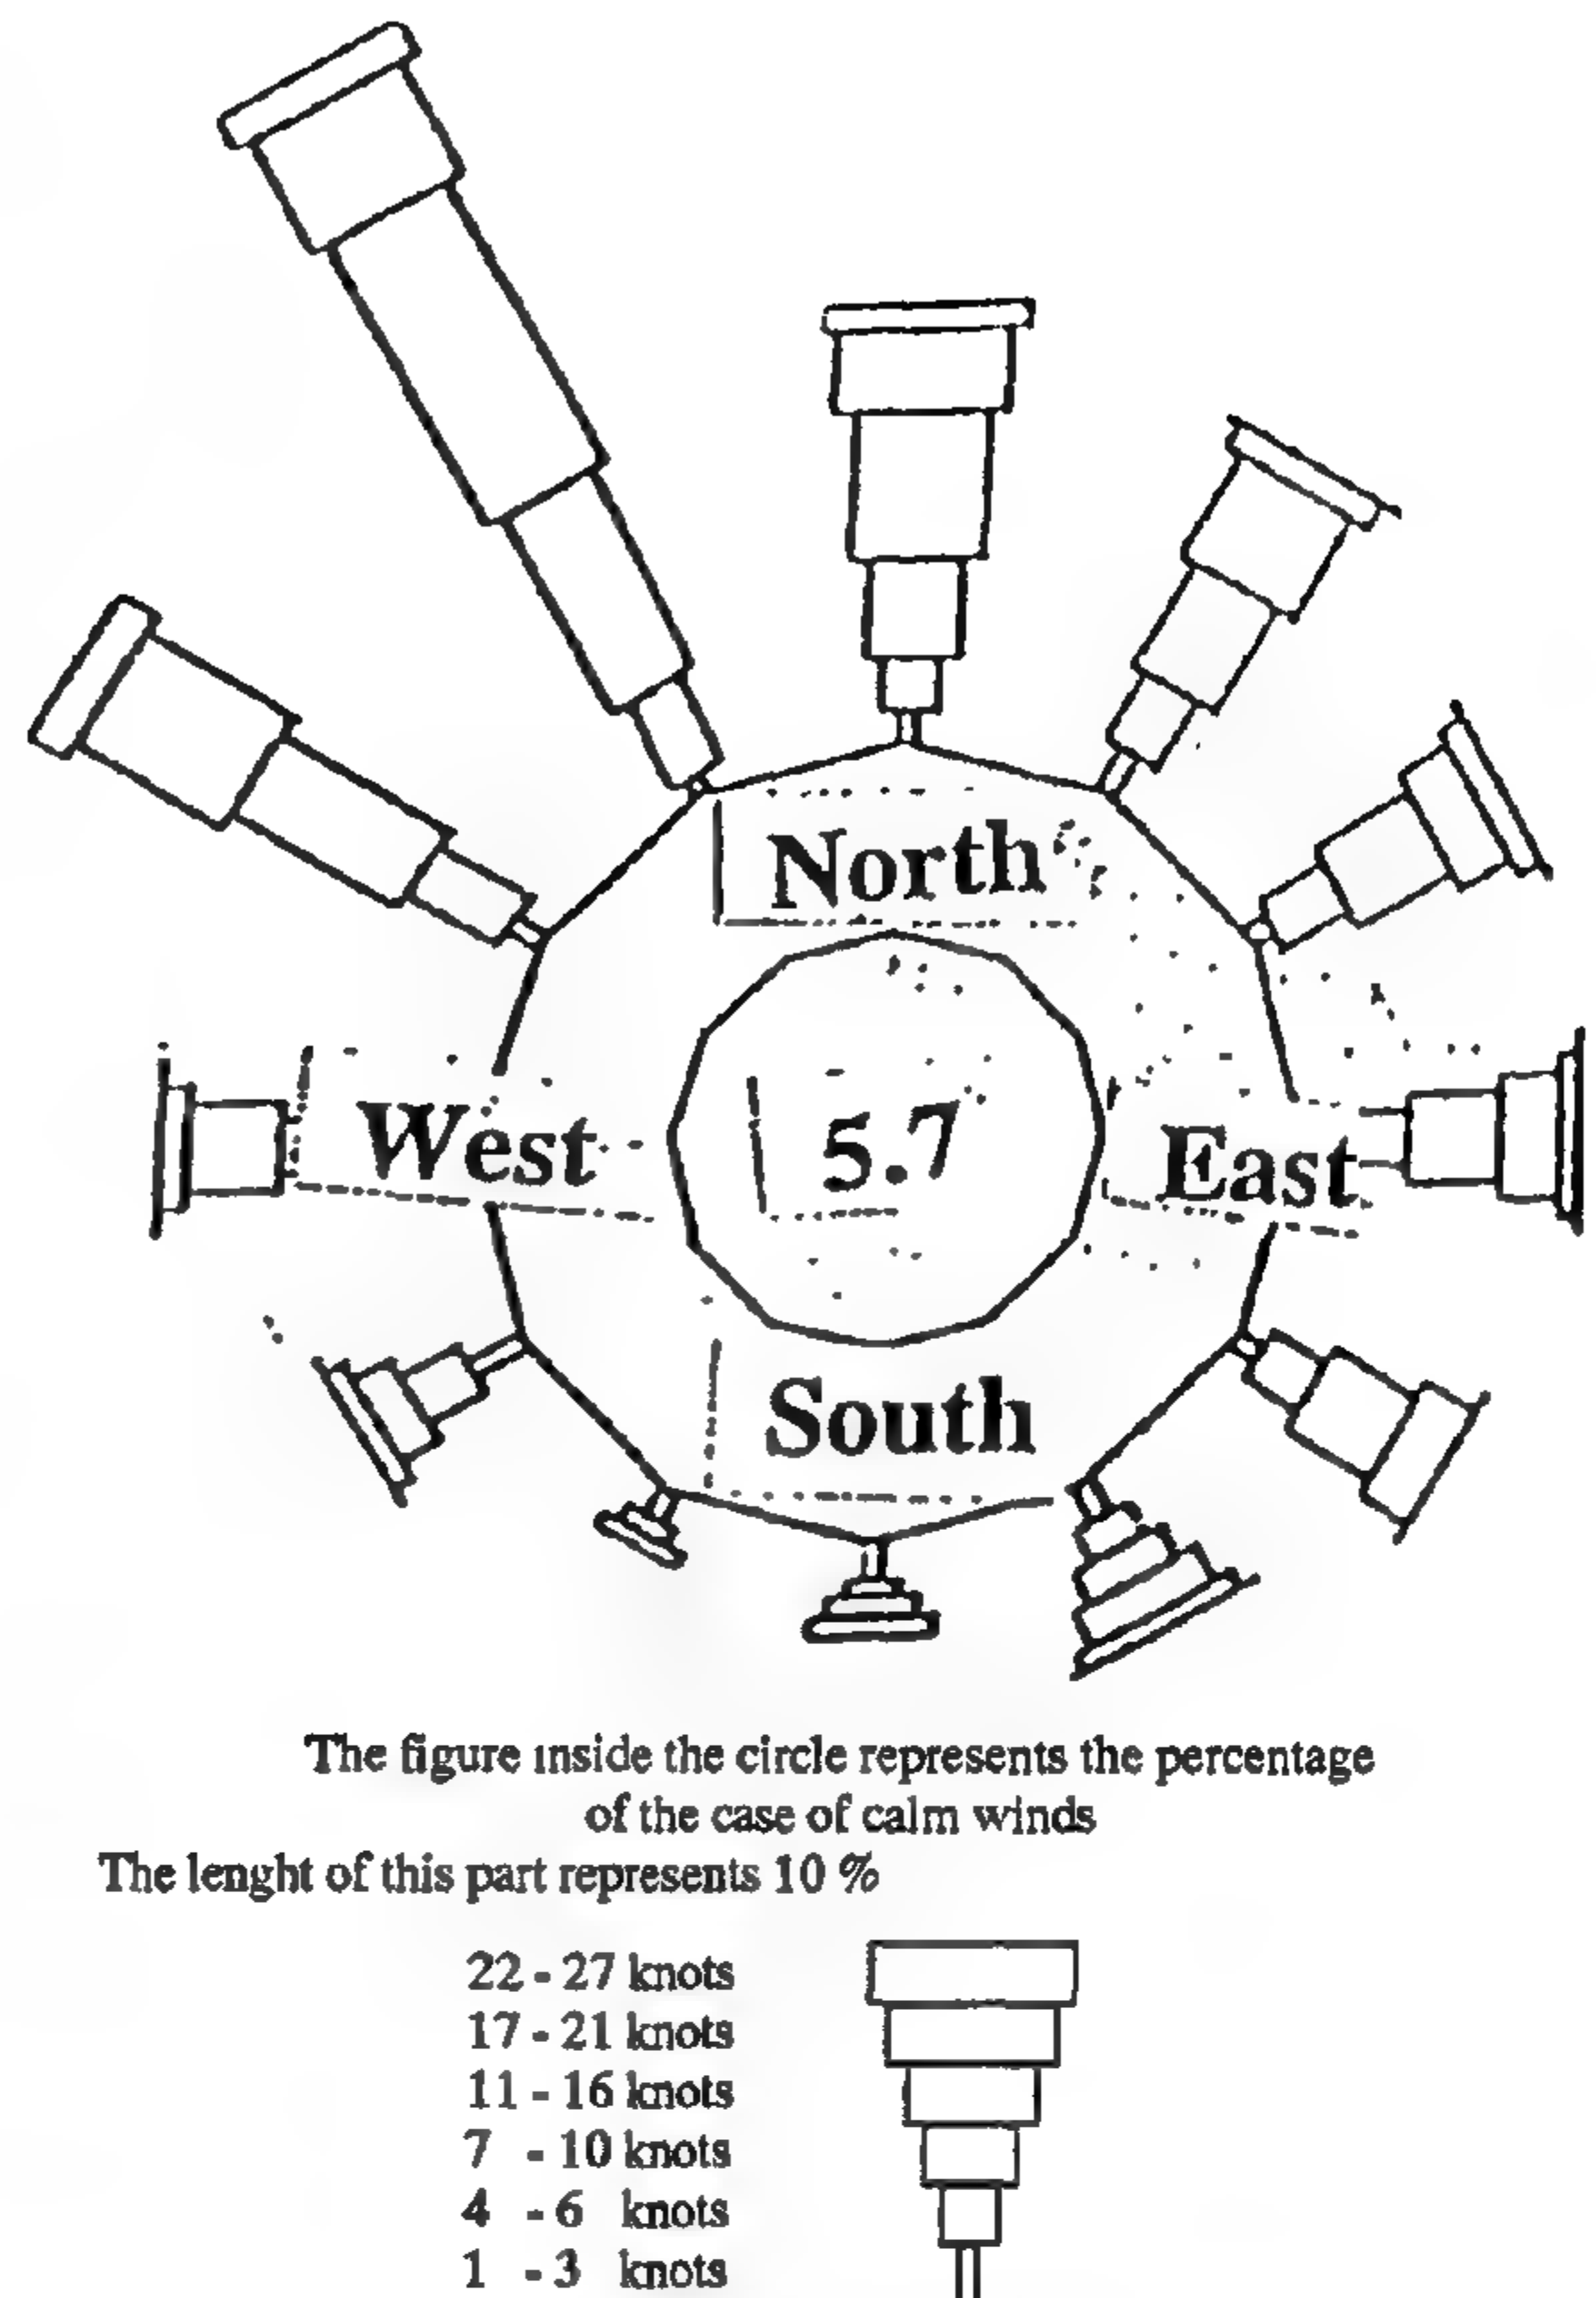 North
West
5.7
East
South
The figure inside the circle represents the percentage
of the case of calm winds
The lenght of this part represents 10 %
22 - 27 knots
17 - 21 knots
11 - 16 knots
7 - 10 knots
4 - 6 knots
1 - 3 knots